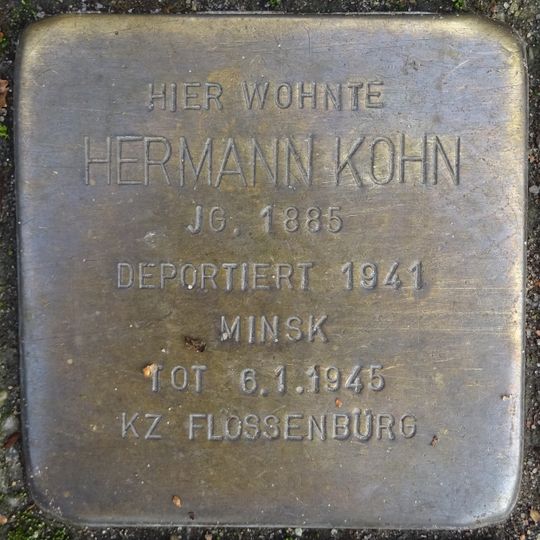 HIER WOHNTE
HERMANN KOHN
JG. 1885
DEPORTIERT 1941
MINSK
TOT 6.1.1945
KZ FLOSSENBÜRG